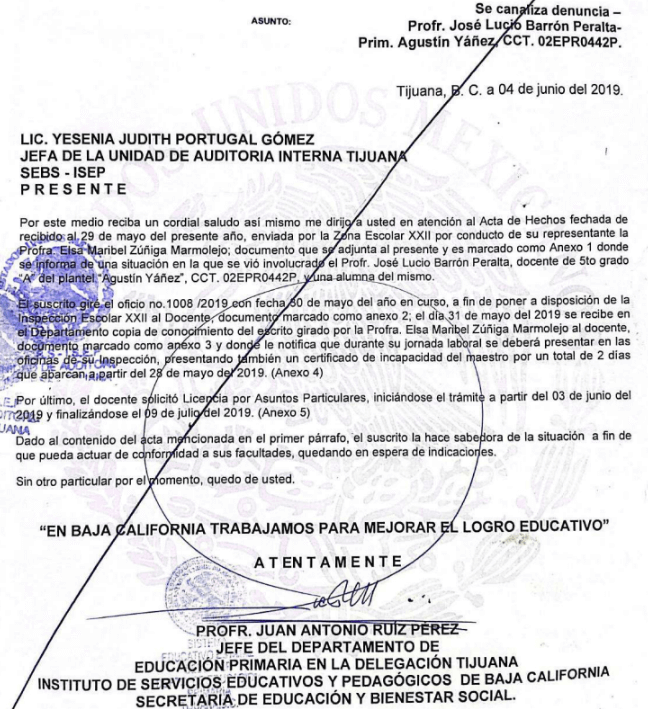 Se canaliza denuncia –
ASUNTO:
Profr. José Lucio Barrón Peralta-
Prim. Agustín Yáñez, CCT. 02EPR0442P.
Tijuana, B. C. a 04 de junio del 2019.
LIC. YESENIA JUDITH PORTUGAL GÓMEZ
JEFA DE LA UNIDAD DE AUDITORIA INTERNA TIJUANA
SEBS - ISEP
P R E S E N T E
Por este medio reciba un cordial saludo así mismo me dirijo a usted en atención al Acta de Hechos fechada de
recibido al 29 de mayo del presente año, enviada por la Zona Escolar XXII por conducto de su representante la
Profra. Elsa Maribel Zúñiga Marmolejo; documento que se adjunta al presente y es marcado como Anexo 1 donde
se informa de una situación en la que se vió involucrado el Profr. José Lucio Barrón Peralta, docente de 5to grado
"A" del plantel "Agustín Yáñez", CCT. 02EPR0442P, y una alumna del mismo.
El suscrito giré el oficio no.1008 /2019 con fecha 30 de mayo del año en curso, a fin de poner a disposición de la
Inspección Escolar XXII al Docente, documento marcado como anexo 2; el día 31 de mayo del 2019 se recibe en
el Departamento copia de conocimiento del escrito girado por la Profra. Elsa Maribel Zúñiga Marmolejo al docente,
documento marcado como anexo 3 y donde le notifica que durante su jornada laboral se deberá presentar en las
oficinas de su Inspección, presentando también un certificado de incapacidad del maestro por un total de 2 días
que abarcan a partir del 28 de mayo del 2019. (Anexo 4)
Por último, el docente solicitó Licencia por Asuntos Particulares, iniciándose el trámite a partir del 03 de junio del
2019 y finalizándose el 09 de julio del 2019. (Anexo 5)
Dado al contenido del acta mencionada en el primer párrafo, el suscrito la hace sabedora de la situación a fin de
que pueda actuar de conformidad a sus facultades, quedando en espera de indicaciones.
Sin otro particular por el momento, quedo de usted.
"EN BAJA CALIFORNIA TRABAJAMOS PARA MEJORAR EL LOGRO EDUCATIVO"
A T E N T A M E N T E
PROFR. JUAN ANTONIO RUÍZ PÉREZ
JEFE DEL DEPARTAMENTO DE
EDUCACIÓN PRIMARIA EN LA DELEGACIÓN TIJUANA
INSTITUTO DE SERVICIOS EDUCATIVOS Y PEDAGÓGICOS DE BAJA CALIFORNIA
SECRETARÍA DE EDUCACIÓN Y BIENESTAR SOCIAL.